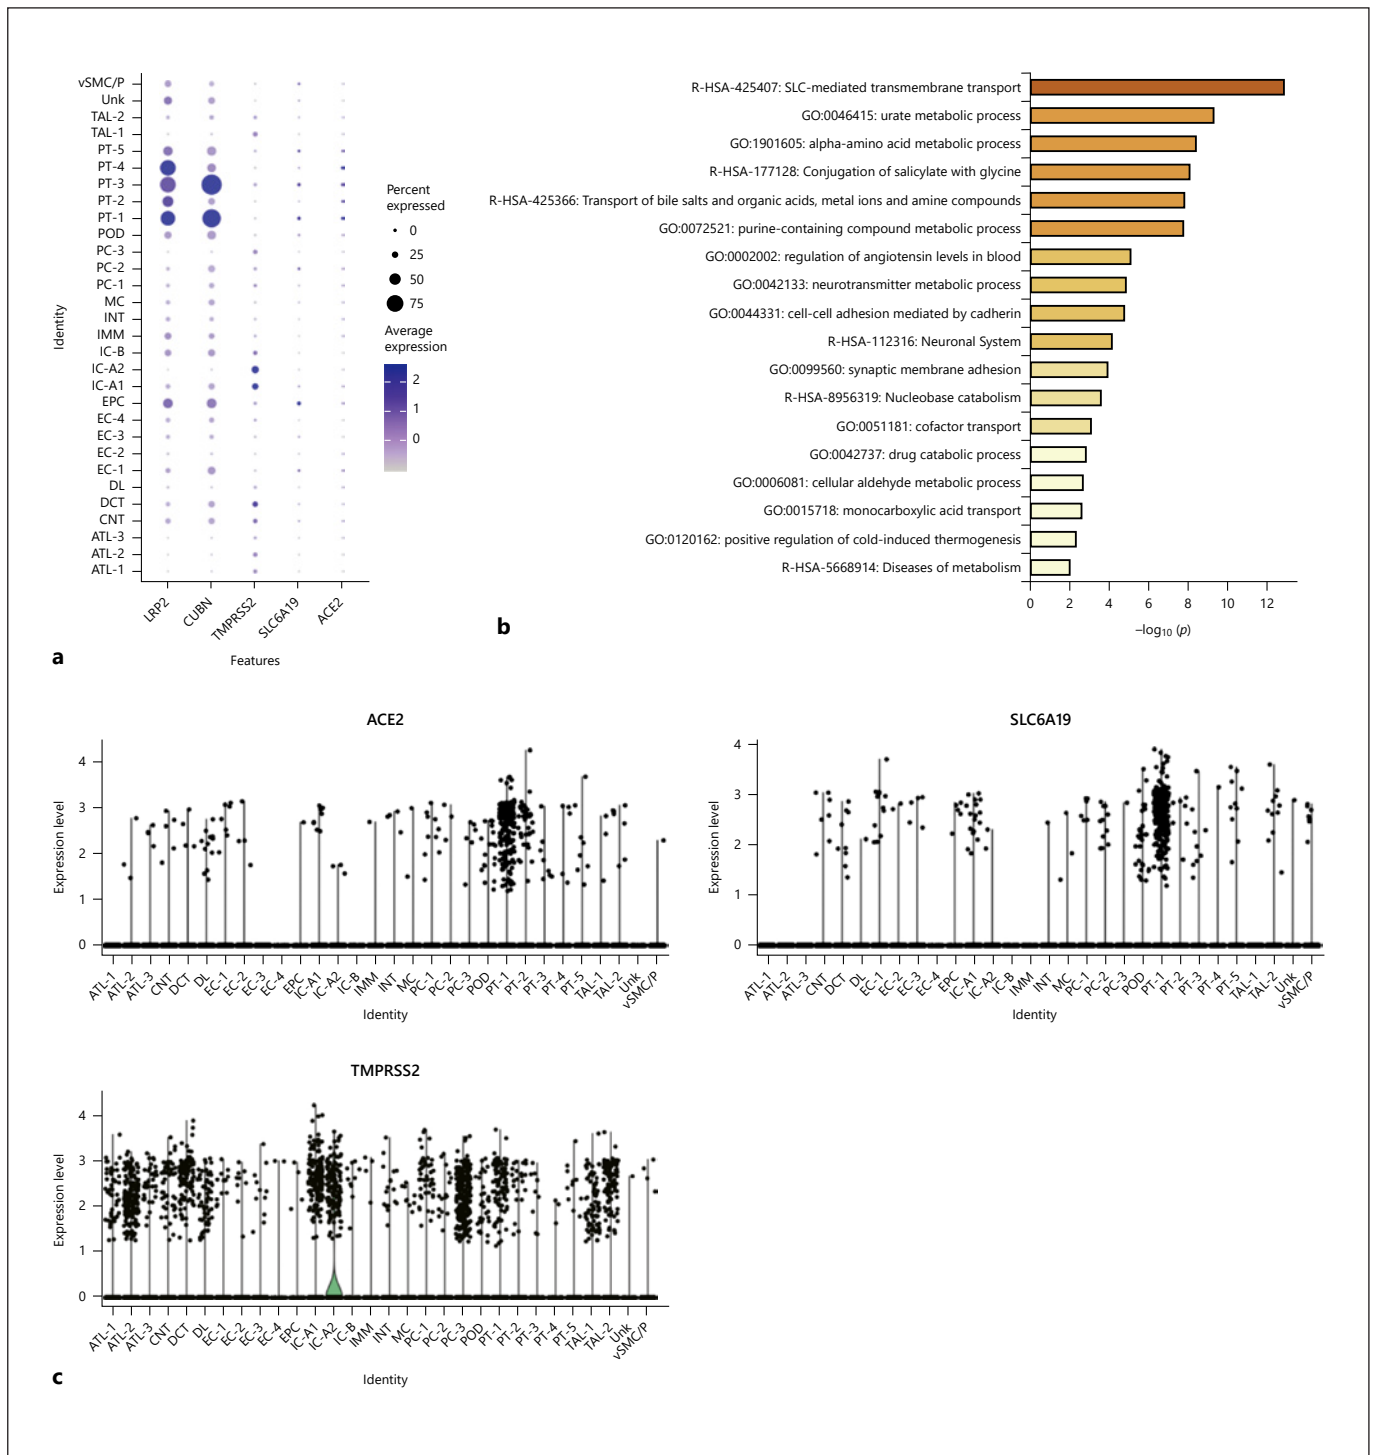 vSMC/P
Unk
TAL-2
TAL-1
PT-5
PT-4
PT-3
PT-2
PT-1
POD
PC-3
PC-2
PC-1
MC
INT
IMM
IC-B
IC-A2
IC-A1
EPC
EC-4
EC-3
EC-2
EC-1
DL
DCT
CNT
ATL-3
ATL-2
ATL-1
Identity
LRP2
CUBN
TMPRSS2
SLC6A19
ACE2
Features
Percent
expressed
0
25
50
75
Average
expression
2
1
0
a
R-HSA-425407: SLC-mediated transmembrane transport
GO:0046415: urate metabolic process
GO:1901605: alpha-amino acid metabolic process
R-HSA-177128: Conjugation of salicylate with glycine
R-HSA-425366: Transport of bile salts and organic acids, metal ions and amine compounds
GO:0072521: purine-containing compound metabolic process
GO:0002002: regulation of angiotensin levels in blood
GO:0042133: neurotransmitter metabolic process
GO:0044331: cell-cell adhesion mediated by cadherin
R-HSA-112316: Neuronal System
GO:0099560: synaptic membrane adhesion
R-HSA-8956319: Nucleobase catabolism
GO:0051181: cofactor transport
GO:0042737: drug catabolic process
GO:0006081: cellular aldehyde metabolic process
GO:0015718: monocarboxylic acid transport
GO:0120162: positive regulation of cold-induced thermogenesis
R-HSA-5668914: Diseases of metabolism
0 2 4 6 8 10 12
–log10 (p)
b
ACE2
Expression level
4
3
2
1
0
ATL-1 ATL-2 ATL-3 CNT DCT DL EC-1 EC-2 EC-3 EC-4 EPC IC-A1 IC-A2 IC-B IMM INT MC PC-1 PC-2 PC-3 POD PT-1 PT-2 PT-3 PT-4 PT-5 TAL-1 TAL-2 Unk vSMC/P
Identity
SLC6A19
Expression level
4
3
2
1
0
ATL-1 ATL-2 ATL-3 CNT DCT DL EC-1 EC-2 EC-3 EC-4 EPC IC-A1 IC-A2 IC-B IMM INT MC PC-1 PC-2 PC-3 POD PT-1 PT-2 PT-3 PT-4 PT-5 TAL-1 TAL-2 Unk vSMC/P
Identity
TMPRSS2
Expression level
4
3
2
1
0
ATL-1 ATL-2 ATL-3 CNT DCT DL EC-1 EC-2 EC-3 EC-4 EPC IC-A1 IC-A2 IC-B IMM INT MC PC-1 PC-2 PC-3 POD PT-1 PT-2 PT-3 PT-4 PT-5 TAL-1 TAL-2 Unk vSMC/P
Identity
c